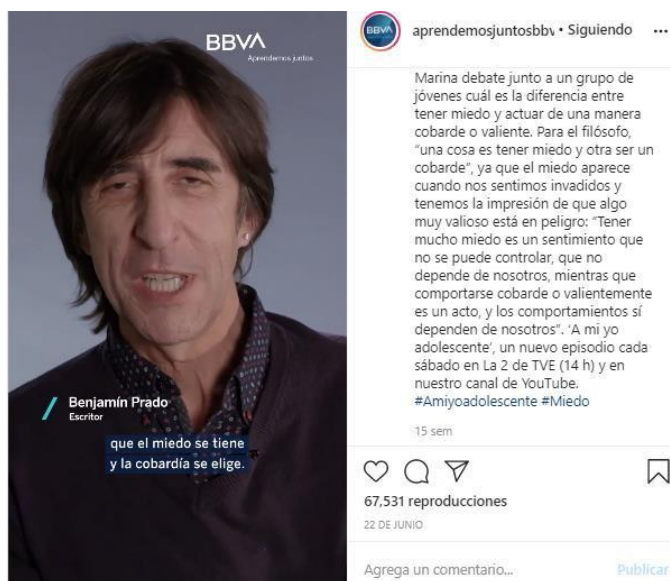 BBVA
Aprendemos juntos
Benjamín Prado
Escritor
que el miedo se tiene
y la cobardía se elige.
BBVA
aprendemosjuntosbbv • Siguiendo
Marina debate junto a un grupo de
jóvenes cuál es la diferencia entre
tener miedo y actuar de una manera
cobarde o valiente. Para el filósofo,
“una cosa es tener miedo y otra ser un
cobarde”, ya que el miedo aparece
cuando nos sentimos invadidos y
tenemos la impresión de que algo
muy valioso está en peligro: “Tener
mucho miedo es un sentimiento que
no se puede controlar, que no
depende de nosotros, mientras que
comportarse cobarde o valientemente
es un acto, y los comportamientos sí
dependen de nosotros”. ‘A mi yo
adolescente’, un nuevo episodio cada
sábado en La 2 de TVE (14 h) y en
nuestro canal de YouTube.
#Amiyoadolescente #Miedo
15 sem
67,531 reproducciones
22 DE JUNIO
Agrega un comentario... Publicar